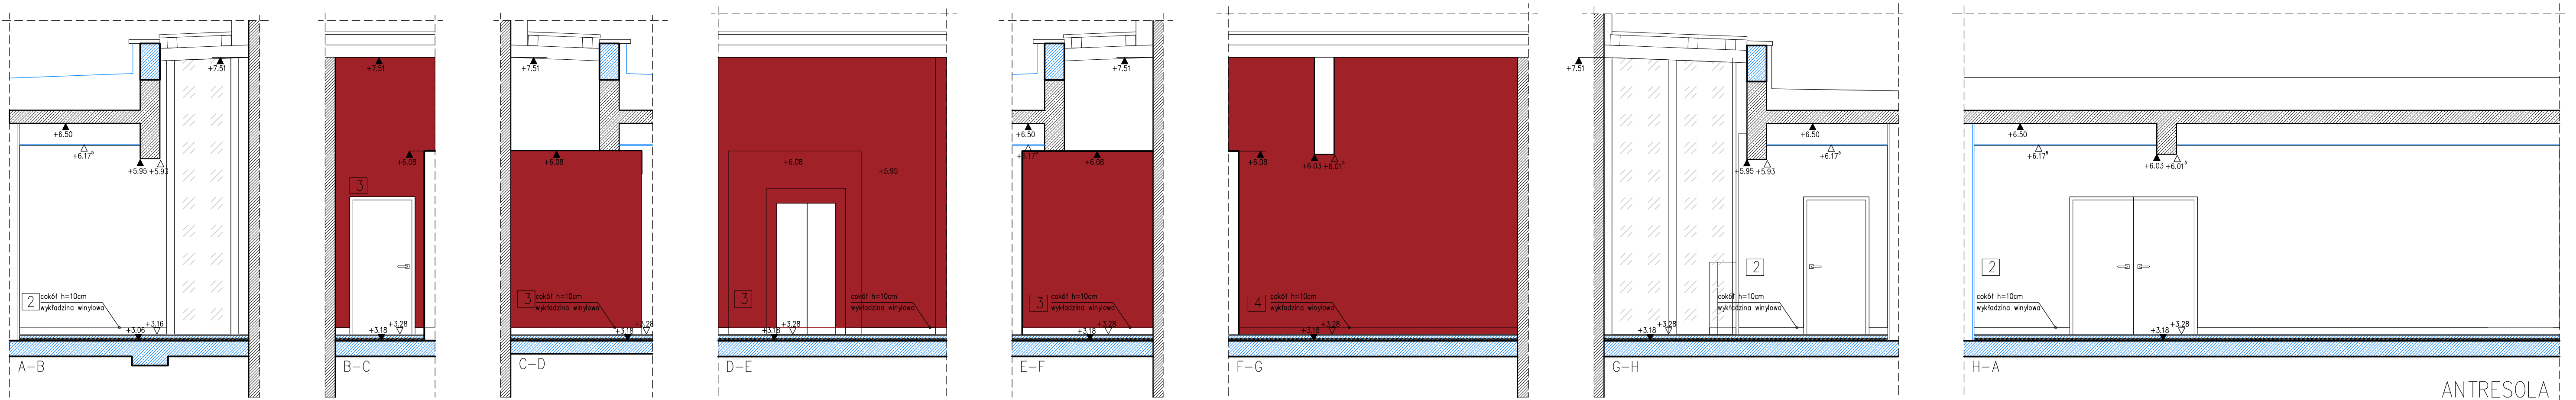 +7.51
+6.50
+6.17⁵
+5.95 +5.93
2
cokół h=10cm
wykładzina winylowa
+3.16
+3.06
A-B
+7.51
+6.08
3
+3.28
+3.18
B-C
+7.51
+6.08
3
cokół h=10cm
wykładzina winylowa
+3.28
+3.18
C-D
+6.08
+5.95
3
cokół h=10cm
wykładzina winylowa
+3.28
+3.18
D-E
+7.51
+6.50
+6.17⁵
+6.08
3
cokół h=10cm
wykładzina winylowa
+3.28
+3.18
E-F
+6.08
+6.03 +6.01⁵
4
cokół h=10cm
wykładzina winylowa
+3.28
+3.18
F-G
+7.51
+6.50
+6.17⁵
+5.95 +5.93
2
cokół h=10cm
wykładzina winylowa
+3.28
+3.18
G-H
+6.50
+6.17⁵
+6.03 +6.01⁵
2
cokół h=10cm
wykładzina winylowa
+3.28
+3.18
H-A
ANTRESOLA